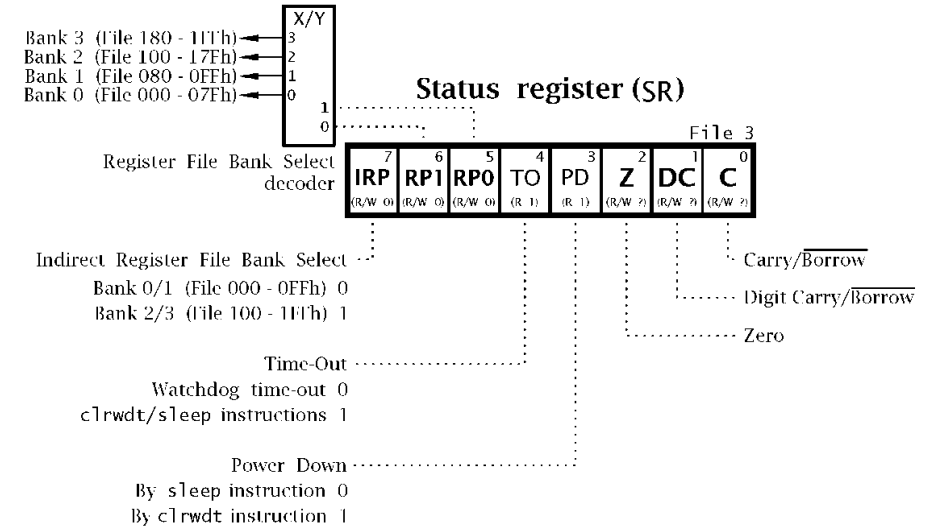 X/Y
Bank 3 (File 180 - 1FFh) 3
Bank 2 (File 100 - 17Fh) 2
Bank 1 (File 080 - 0FFh) 1
Bank 0 (File 000 - 07Fh) 0
1
0
Status register (SR)
File 3
Register File Bank Select
decoder
7 6 5 4 3 2 1 0
IRP RP1 RP0 TO PD Z DC C
(R/W 0) (R/W 0) (R/W 0) (R 1) (R 1) (R/W ?) (R/W ?) (R/W ?)
Indirect Register File Bank Select
Bank 0/1 (File 000 - 0FFh) 0
Bank 2/3 (File 100 - 1FFh) 1
Carry/Borrow
Digit Carry/Borrow
Zero
Time-Out
Watchdog time-out 0
clrwdt/sleep instructions 1
Power Down
By sleep instruction 0
By clrwdt instruction 1